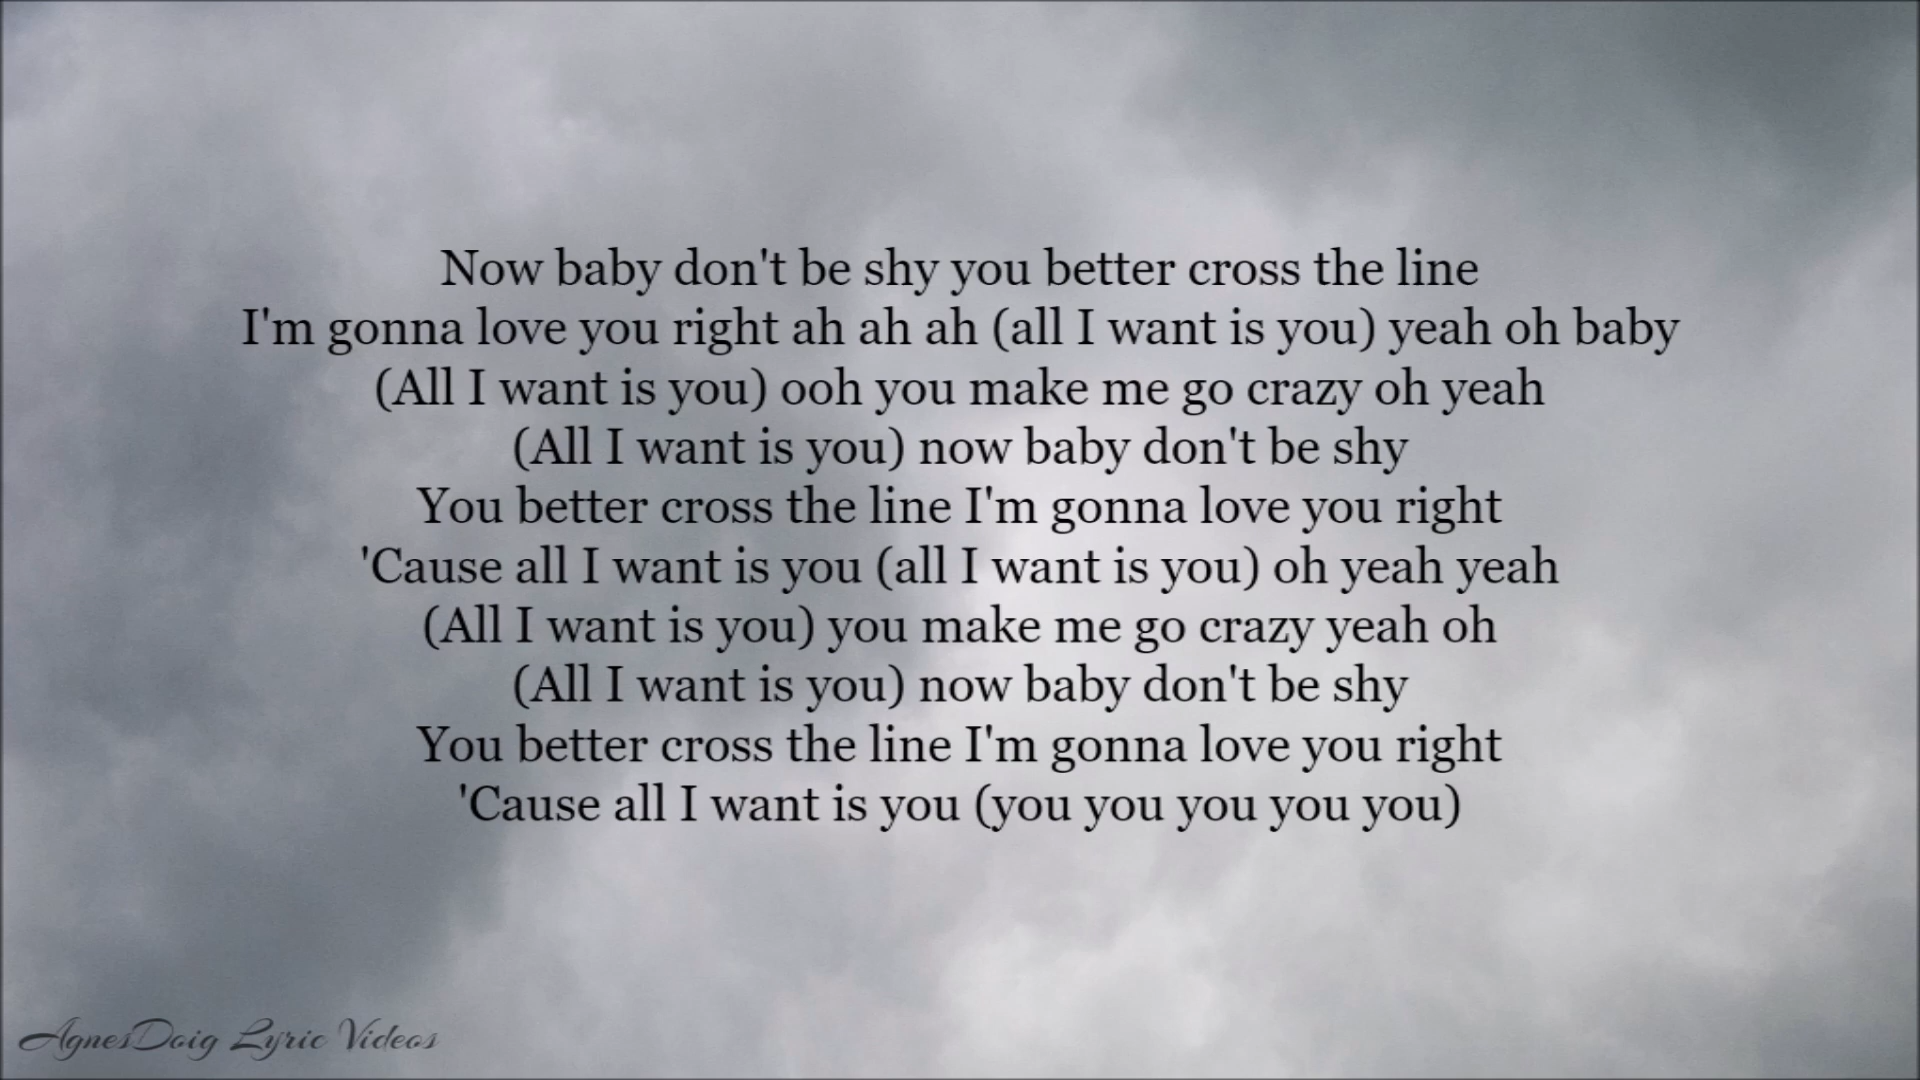 Now baby don't be shy you better cross the line
I'm gonna love you right ah ah ah (all I want is you) yeah oh baby
(All I want is you) ooh you make me go crazy oh yeah
(All I want is you) now baby don't be shy
You better cross the line I'm gonna love you right
'Cause all I want is you (all I want is you) oh yeah yeah
(All I want is you) you make me go crazy yeah oh
(All I want is you) now baby don't be shy
You better cross the line I'm gonna love you right
'Cause all I want is you (you you you you you)
AgnesDoig Lyric Videos